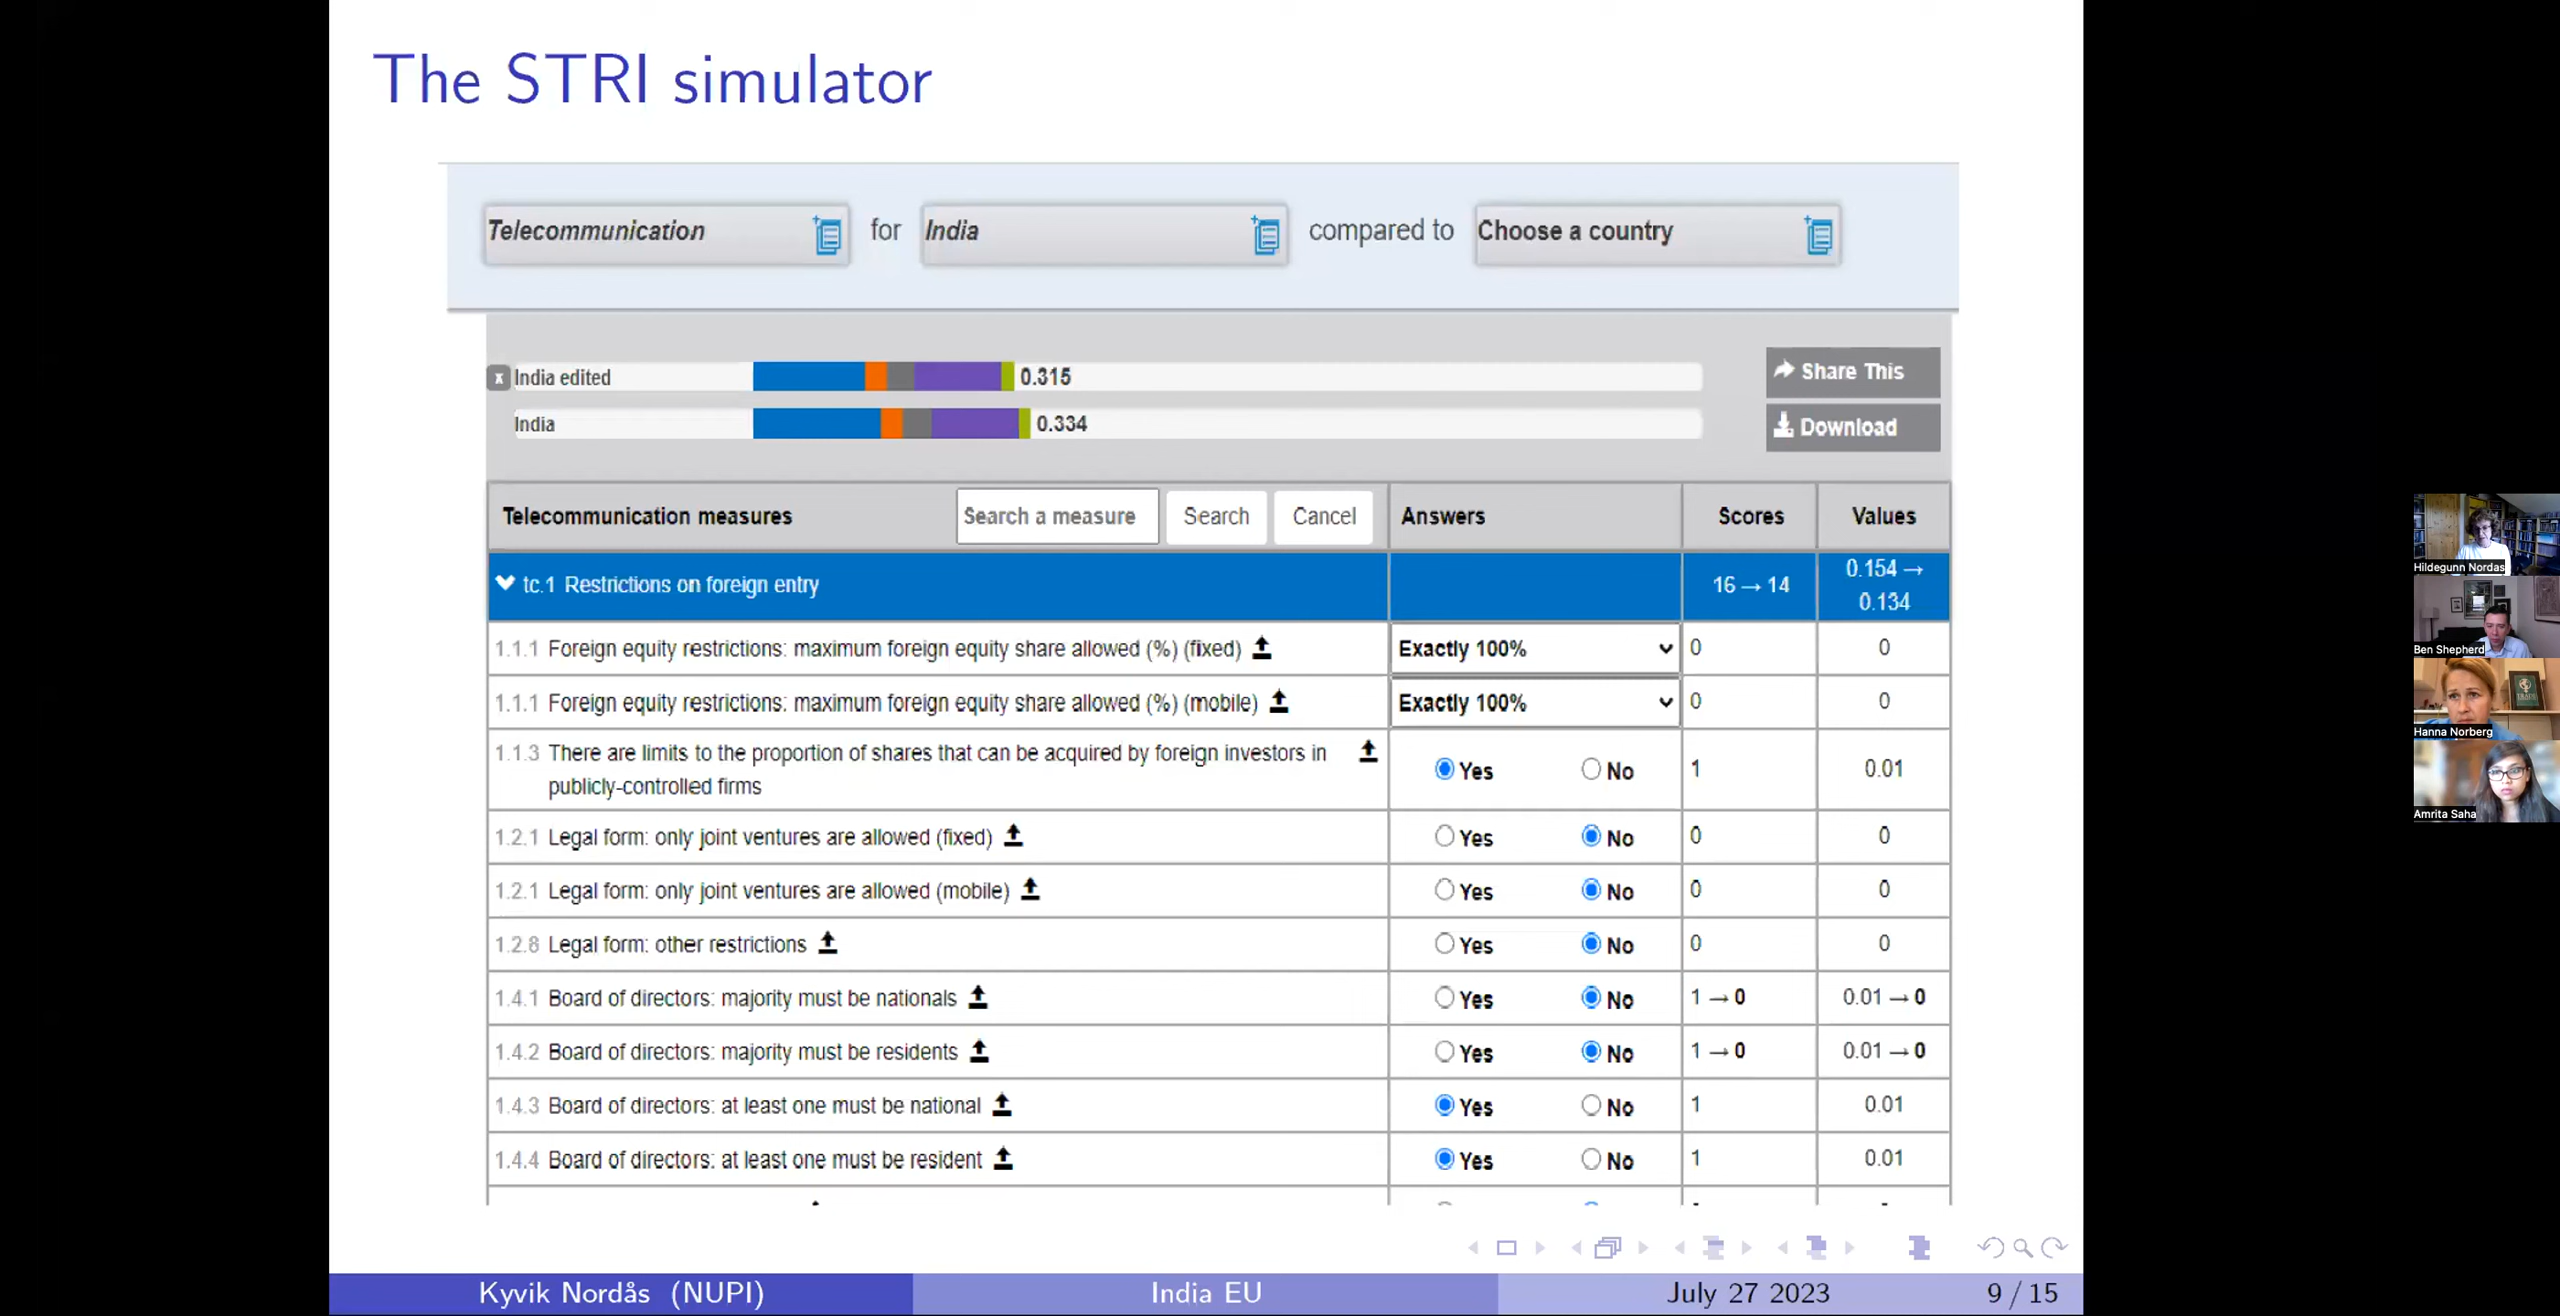 The STRI simulator
Telecommunication for India compared to Choose a country
x India edited 0.315
India 0.334
Share This
Download
Telecommunication measures Search a measure Search Cancel Answers Scores Values
tc.1 Restrictions on foreign entry 16 → 14 0.154 →
0.134
1.1.1 Foreign equity restrictions: maximum foreign equity share allowed (%) (fixed) Exactly 100% 0 0
1.1.1 Foreign equity restrictions: maximum foreign equity share allowed (%) (mobile) Exactly 100% 0 0
1.1.3 There are limits to the proportion of shares that can be acquired by foreign investors in
publicly-controlled firms Yes No 1 0.01
1.2.1 Legal form: only joint ventures are allowed (fixed) Yes No 0 0
1.2.1 Legal form: only joint ventures are allowed (mobile) Yes No 0 0
1.2.8 Legal form: other restrictions Yes No 0 0
1.4.1 Board of directors: majority must be nationals Yes No 1 → 0 0.01 → 0
1.4.2 Board of directors: majority must be residents Yes No 1 → 0 0.01 → 0
1.4.3 Board of directors: at least one must be national Yes No 1 0.01
1.4.4 Board of directors: at least one must be resident Yes No 1 0.01
Kyvik Nordås (NUPI) India EU July 27 2023 9 / 15
Hildegunn Nordas
Ben Shepherd
Hanna Norberg
Amrita Saha